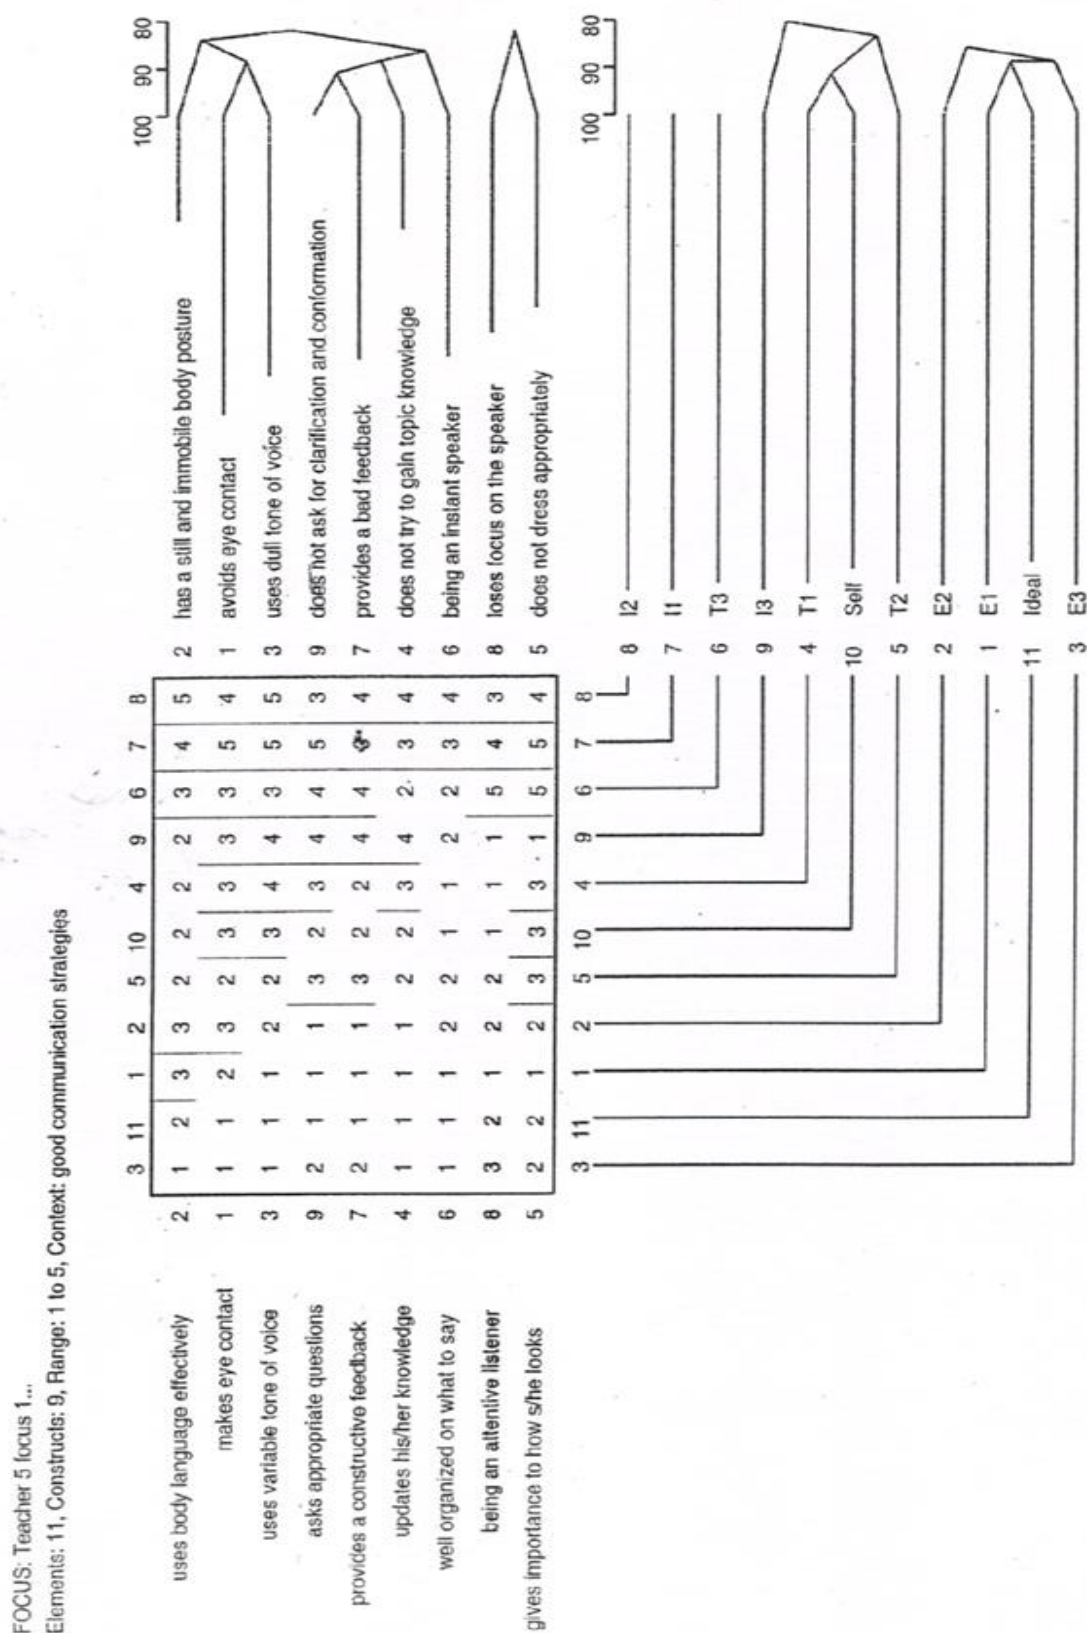 FOCUS: Teacher 5 focus 1...
Elements: 11, Constructs: 9, Range: 1 to 5, Context: good communication strategies
3 11 1 2 5 10 4 9 6 7 8 100 90 80
uses body language effectively 2 1 2 3 3 2 2 2 2 3 4 5 2 has a still and immobile body posture
makes eye contact 1 1 1 2 3 2 3 3 3 3 5 4 1 avoids eye contact
uses variable tone of voice 3 1 1 1 2 2 3 4 4 3 5 5 3 uses dull tone of voice
asks appropriate questions 9 2 1 1 1 3 2 3 4 4 5 3 9 does not ask for clarification and conformation
provides a constructive feedback 7 2 1 1 1 3 2 2 4 4 4 7 provides a bad feedback
updates his/her knowledge 4 1 1 1 1 2 2 3 4 2 3 4 4 does not try to gain topic knowledge
well organized on what to say 6 1 1 1 2 2 1 1 2 2 3 4 6 being an instant speaker
being an attentive listener 8 3 2 1 2 2 1 1 1 5 4 3 8 loses focus on the speaker
gives importance to how s/he looks 5 2 2 1 2 3 3 3 1 5 5 4 5 does not dress appropriately
3 11 1 2 5 10 4 9 6 7 8 100 90 80
8 I2
7 I1
6 T3
9 I3
4 T1
10 Self
5 T2
2 E2
1 E1
11 Ideal
3 E3